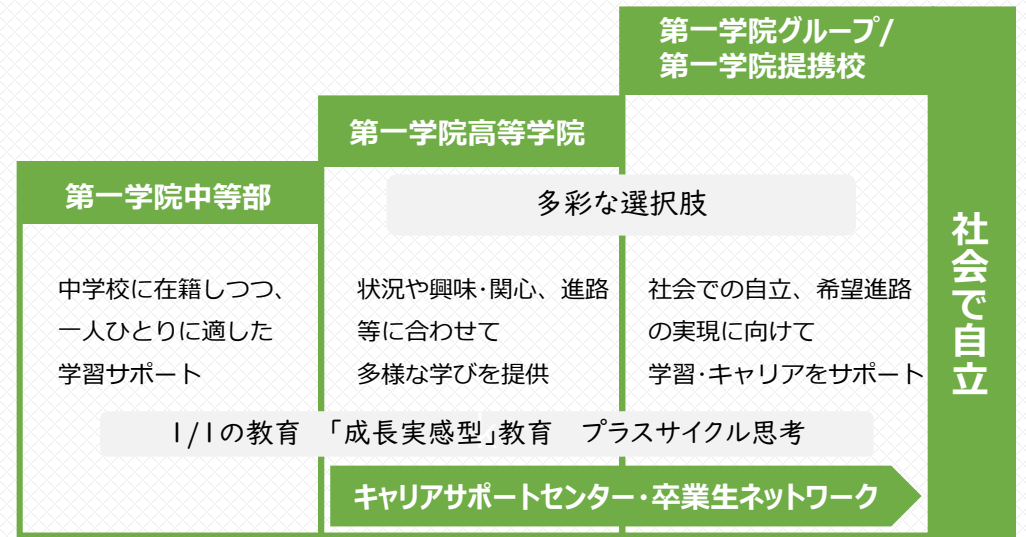 第一学院グループ/
第一学院提携校
第一学院高等学院
第一学院中等部
多彩な選択肢
中学校に在籍しつつ、
一人ひとりに適した
学習サポート
状況や興味・関心、進路
等に合わせて
多様な学びを提供
社会での自立、希望進路
の実現に向けて
学習・キャリアをサポート
1/1の教育　「成長実感型」教育　プラスサイクル思考
キャリアサポートセンター・卒業生ネットワーク
社会で自立